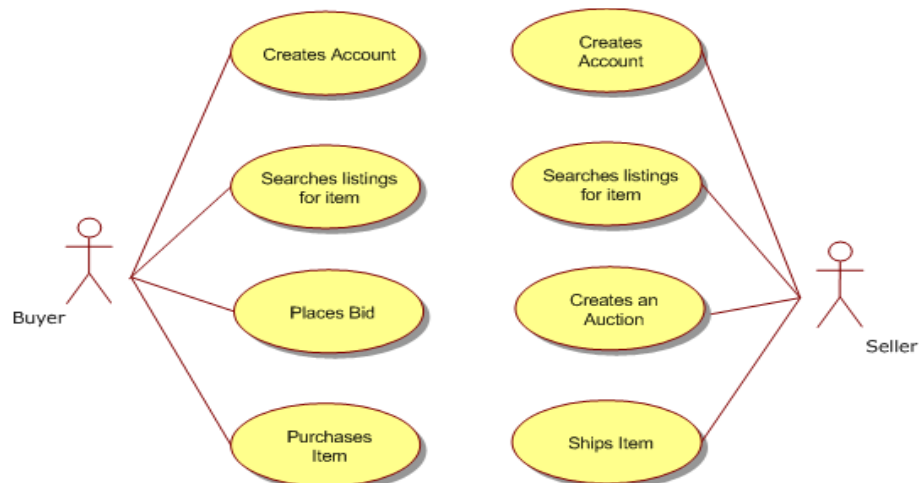 Creates Account
Creates
Account
Searches listings
for item
Searches listings
for item
Buyer
Places Bid
Creates an
Auction
Seller
Purchases
Item
Ships Item